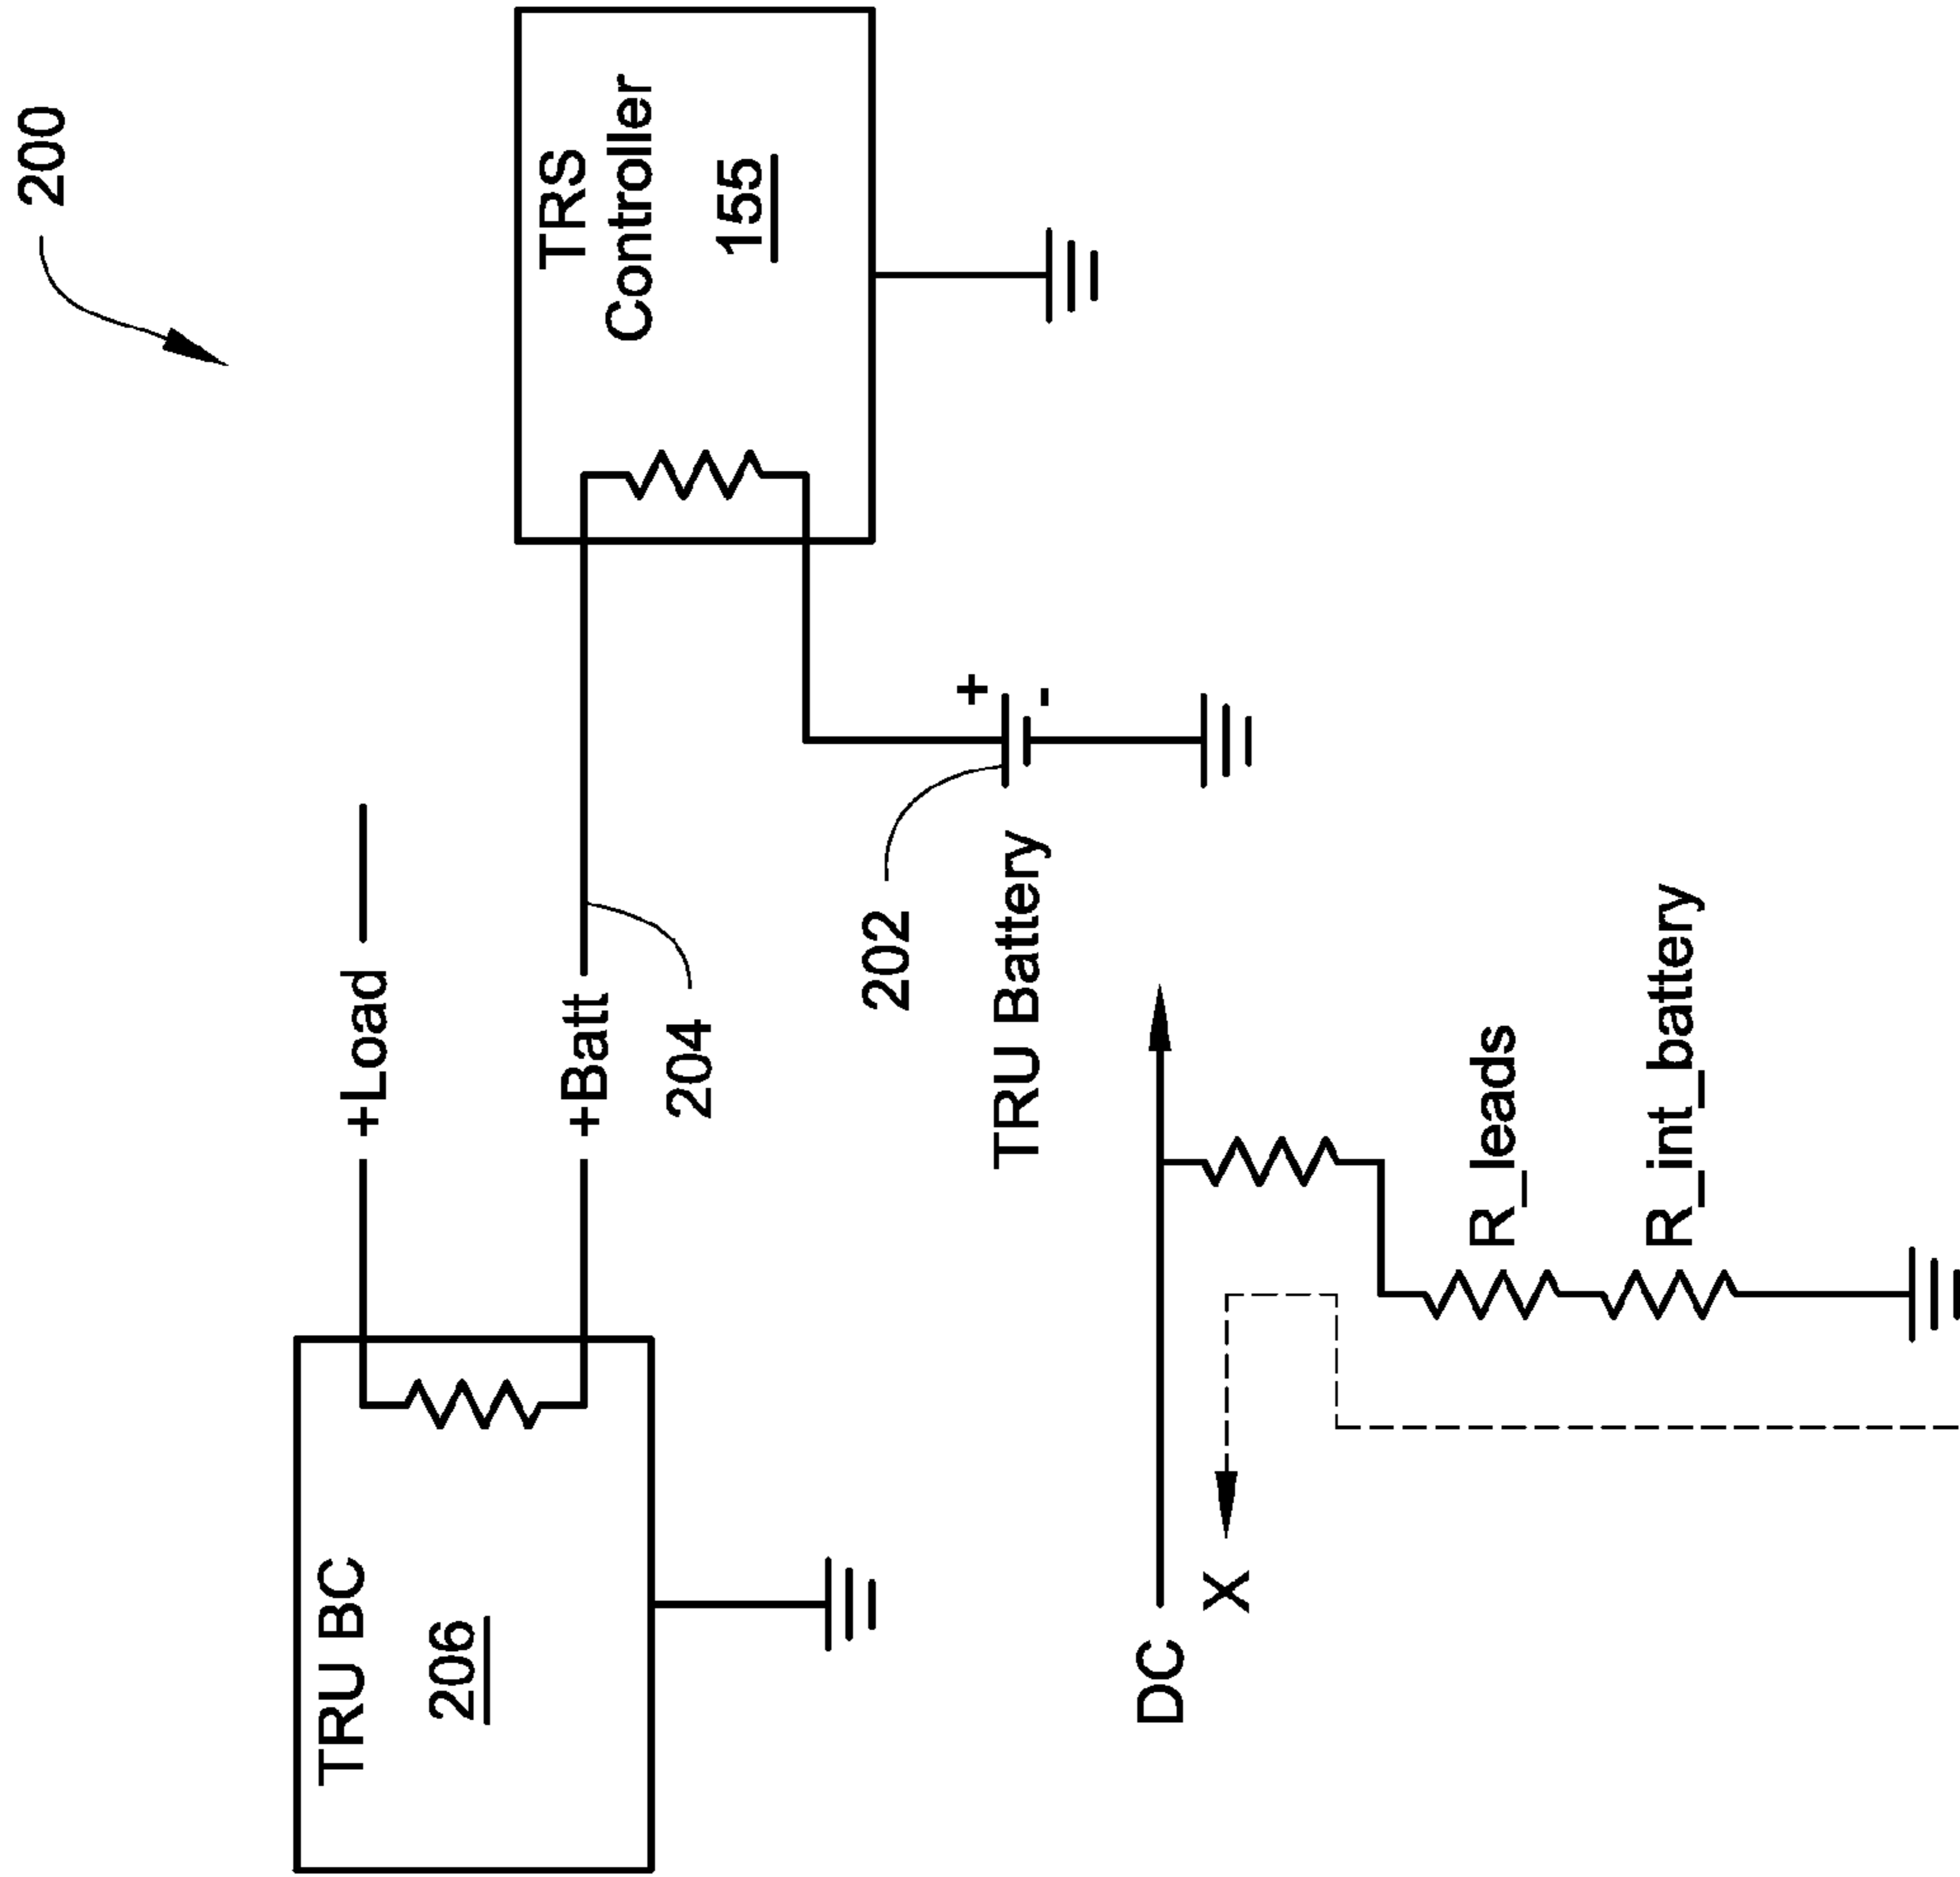 200
TRU BC
206
+Load
+Batt
204
TRS
Controller
155
202
+
-
TRU Battery
DC
X
R_leads
R_int_battery